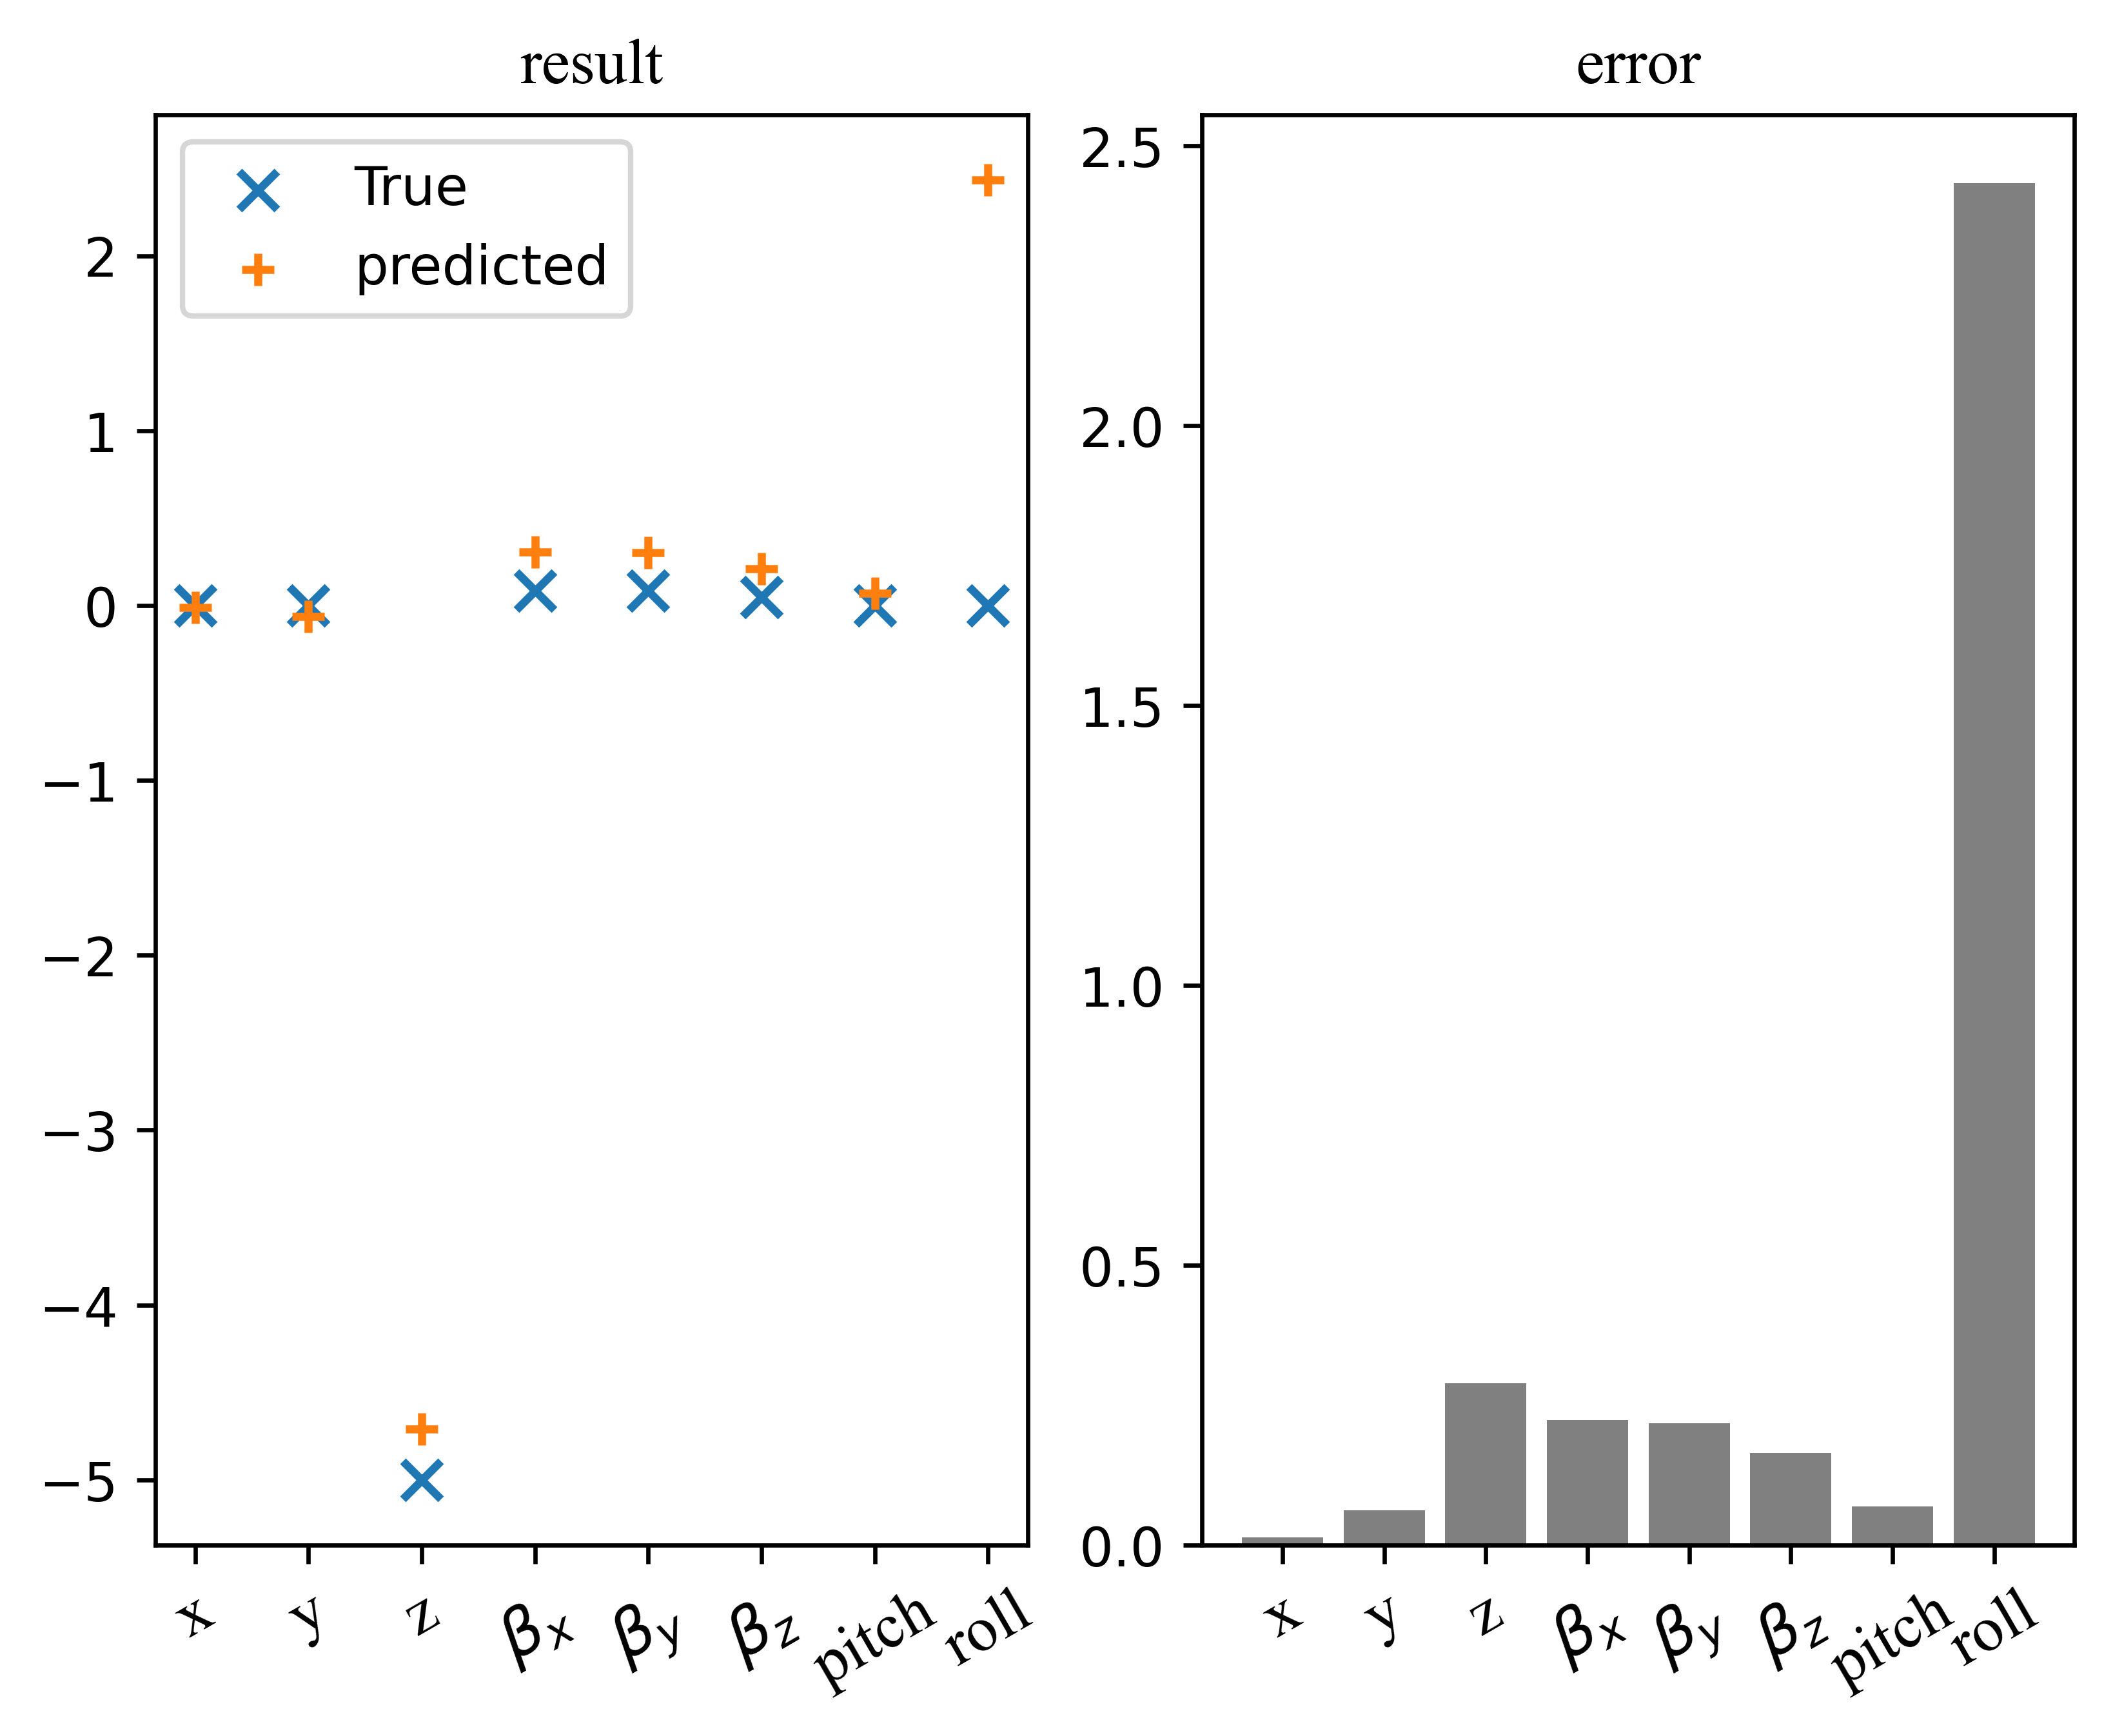 result
True
predicted
2
1
0
−1
−2
−3
−4
−5
x y z βx βy βz pitch roll
error
2.5
2.0
1.5
1.0
0.5
0.0
x y z βx βy βz pitch roll